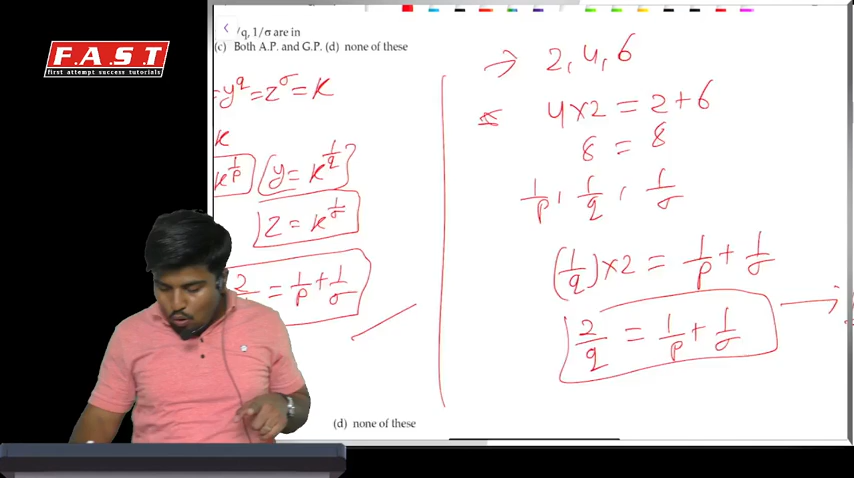 F.A.S.T
first attempt success tutorials
/q, 1/σ are in
(c) Both A.P. and G.P. (d) none of these
= y^q = z^σ = K
K
K^{1/p} y = K^{1/q}
z = K^{1/σ}
2 = 1/p + 1/σ
(d) none of these
→ 2, 4, 6
4×2 = 2+6
8 = 8
1/p, 1/q, 1/σ
(1/q)×2 = 1/p + 1/σ
2/q = 1/p + 1/σ →